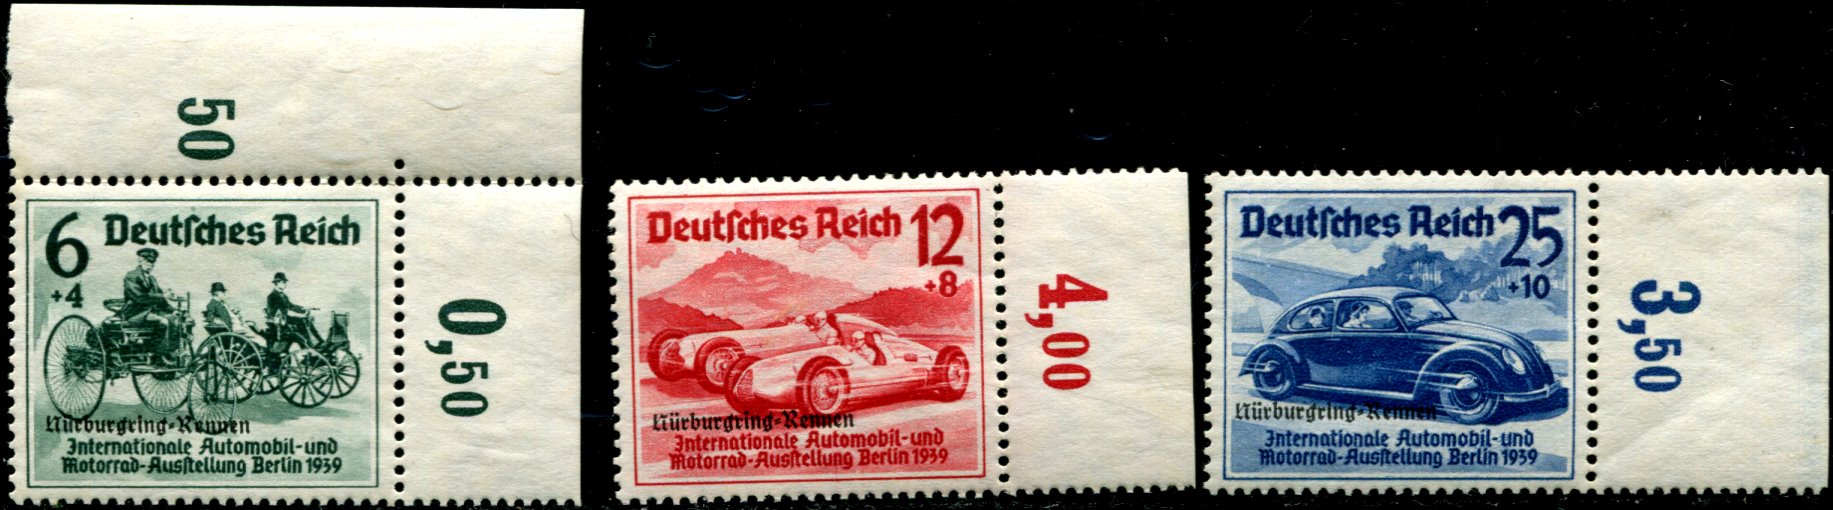 50
6 Deutsches Reich
+4
0,50
Nürburgring-Rennen
Internationale Automobil-und
Motorrad-Ausstellung Berlin 1939
Deutsches Reich 12
+8
4,00
Nürburgring-Rennen
Internationale Automobil-und
Motorrad-Ausstellung Berlin 1939
Deutsches Reich 25
+10
3,50
Nürburgring-Rennen
Internationale Automobil-und
Motorrad-Ausstellung Berlin 1939